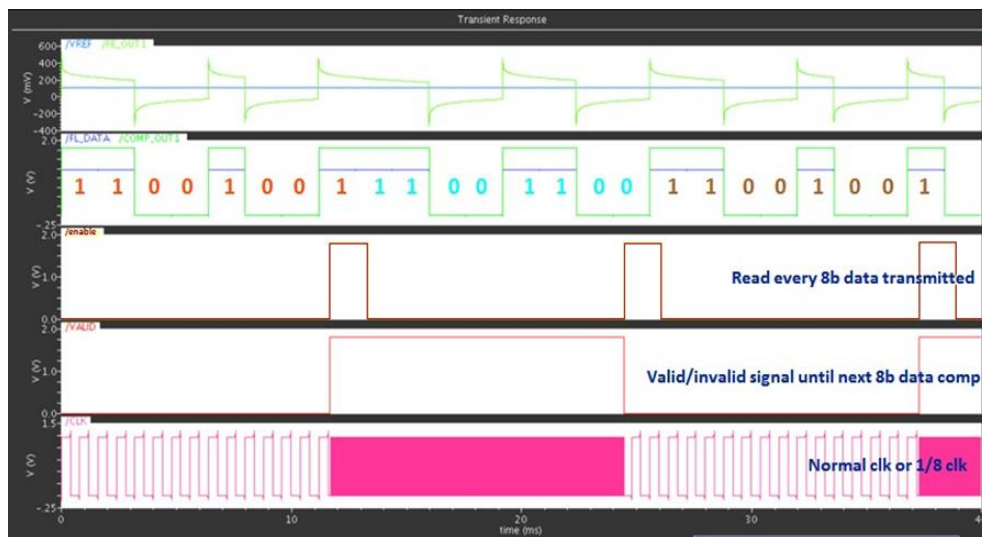 Transient Response
/VREF /FE_OUT1
600
400
200
0
-200
-400
V (mV)
/FL_DATA /COMP_OUT1
2.0
V (V)
-.25
1 1 0 0 1 0 0 1 1 1 0 0 1 1 0 0 1 1 0 0 1 0 0 1
/enable
2.0
1.0
0.0
V (V)
Read every 8b data transmitted
/VALID
2.0
1.0
0.0
V (V)
Valid/invalid signal until next 8b data comp
/CLK
1.5
V (V)
-.25
Normal clk or 1/8 clk
0 10 20 30 4
time (ms)